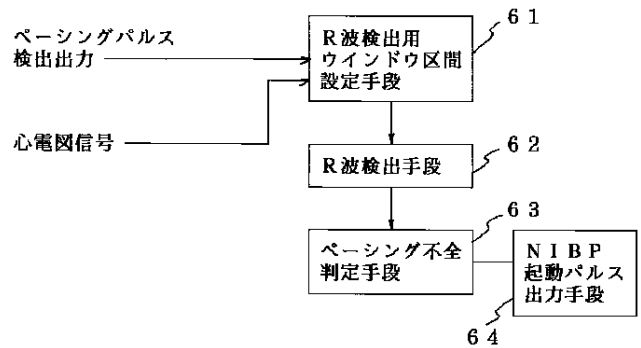 ペーシングパルス
検出出力
心電図信号
R波検出用
ウインドウ区間
設定手段
61
R波検出手段
62
ペーシング不全
判定手段
63
NIBP
起動パルス
出力手段
64